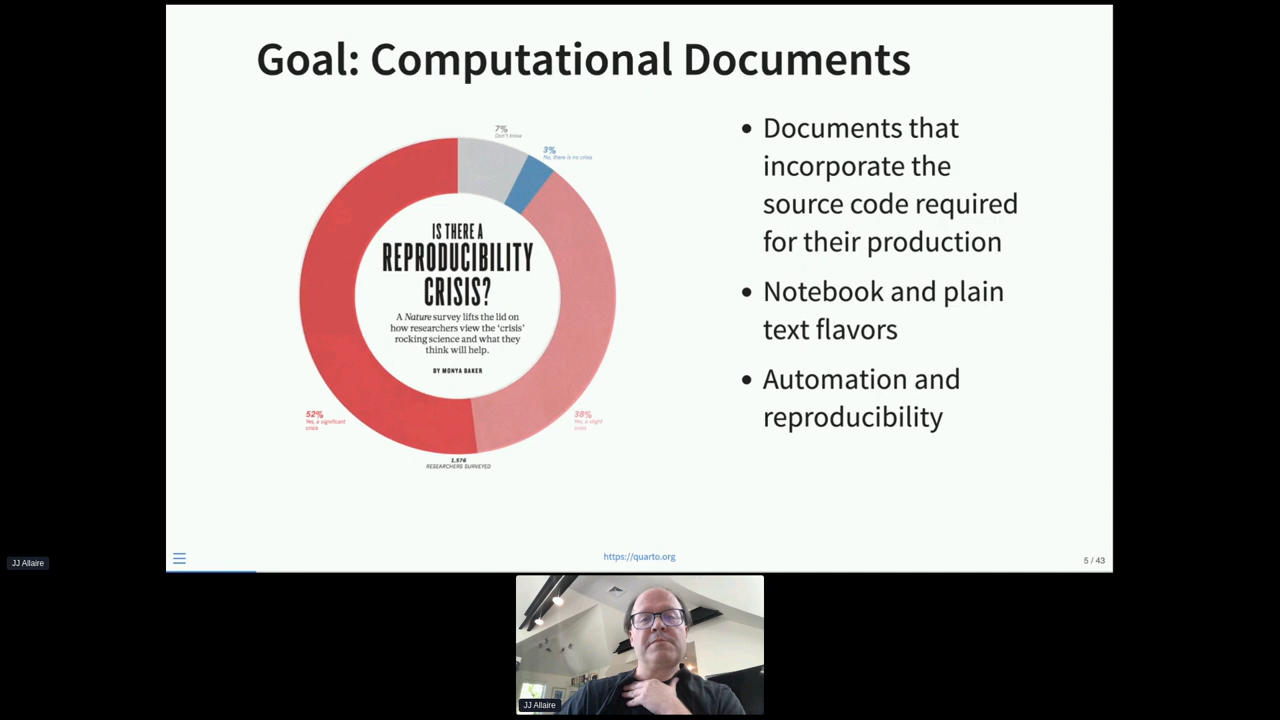 Goal: Computational Documents
7%
Don't know
3%
No, there is no crisis
IS THERE A
REPRODUCIBILITY
CRISIS?
A Nature survey lifts the lid on
how researchers view the ‘crisis’
rocking science and what they
think will help.
BY MONYA BAKER
52%
Yes, a significant
crisis
38%
Yes, a slight
crisis
1,576
RESEARCHERS SURVEYED
• Documents that
incorporate the
source code required
for their production
• Notebook and plain
text flavors
• Automation and
reproducibility
https://quarto.org
5 / 43
JJ Allaire
JJ Allaire